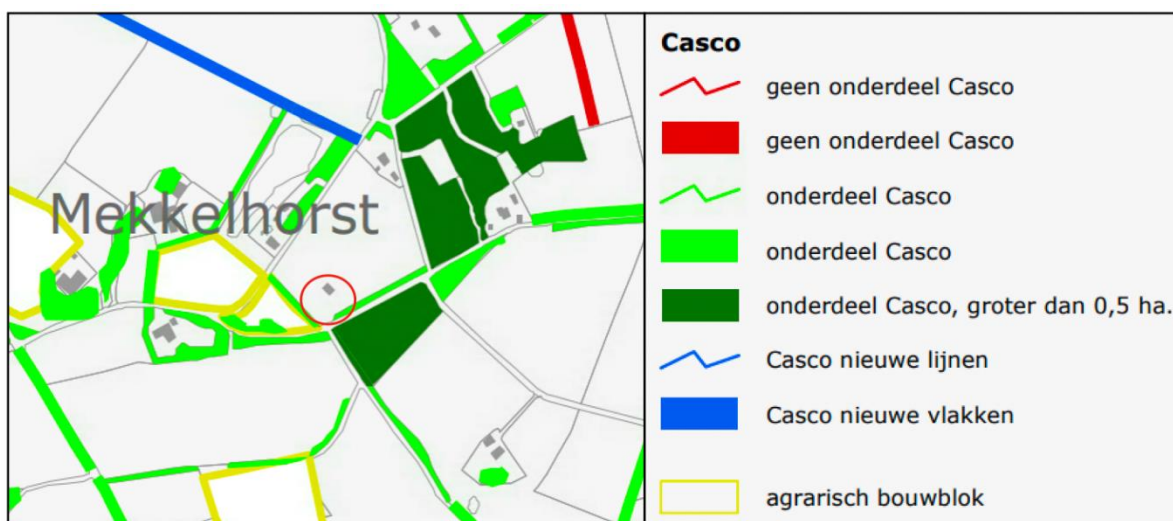 Mekkelhorst
Casco
geen onderdeel Casco
geen onderdeel Casco
onderdeel Casco
onderdeel Casco
onderdeel Casco, groter dan 0,5 ha.
Casco nieuwe lijnen
Casco nieuwe vlakken
agrarisch bouwblok